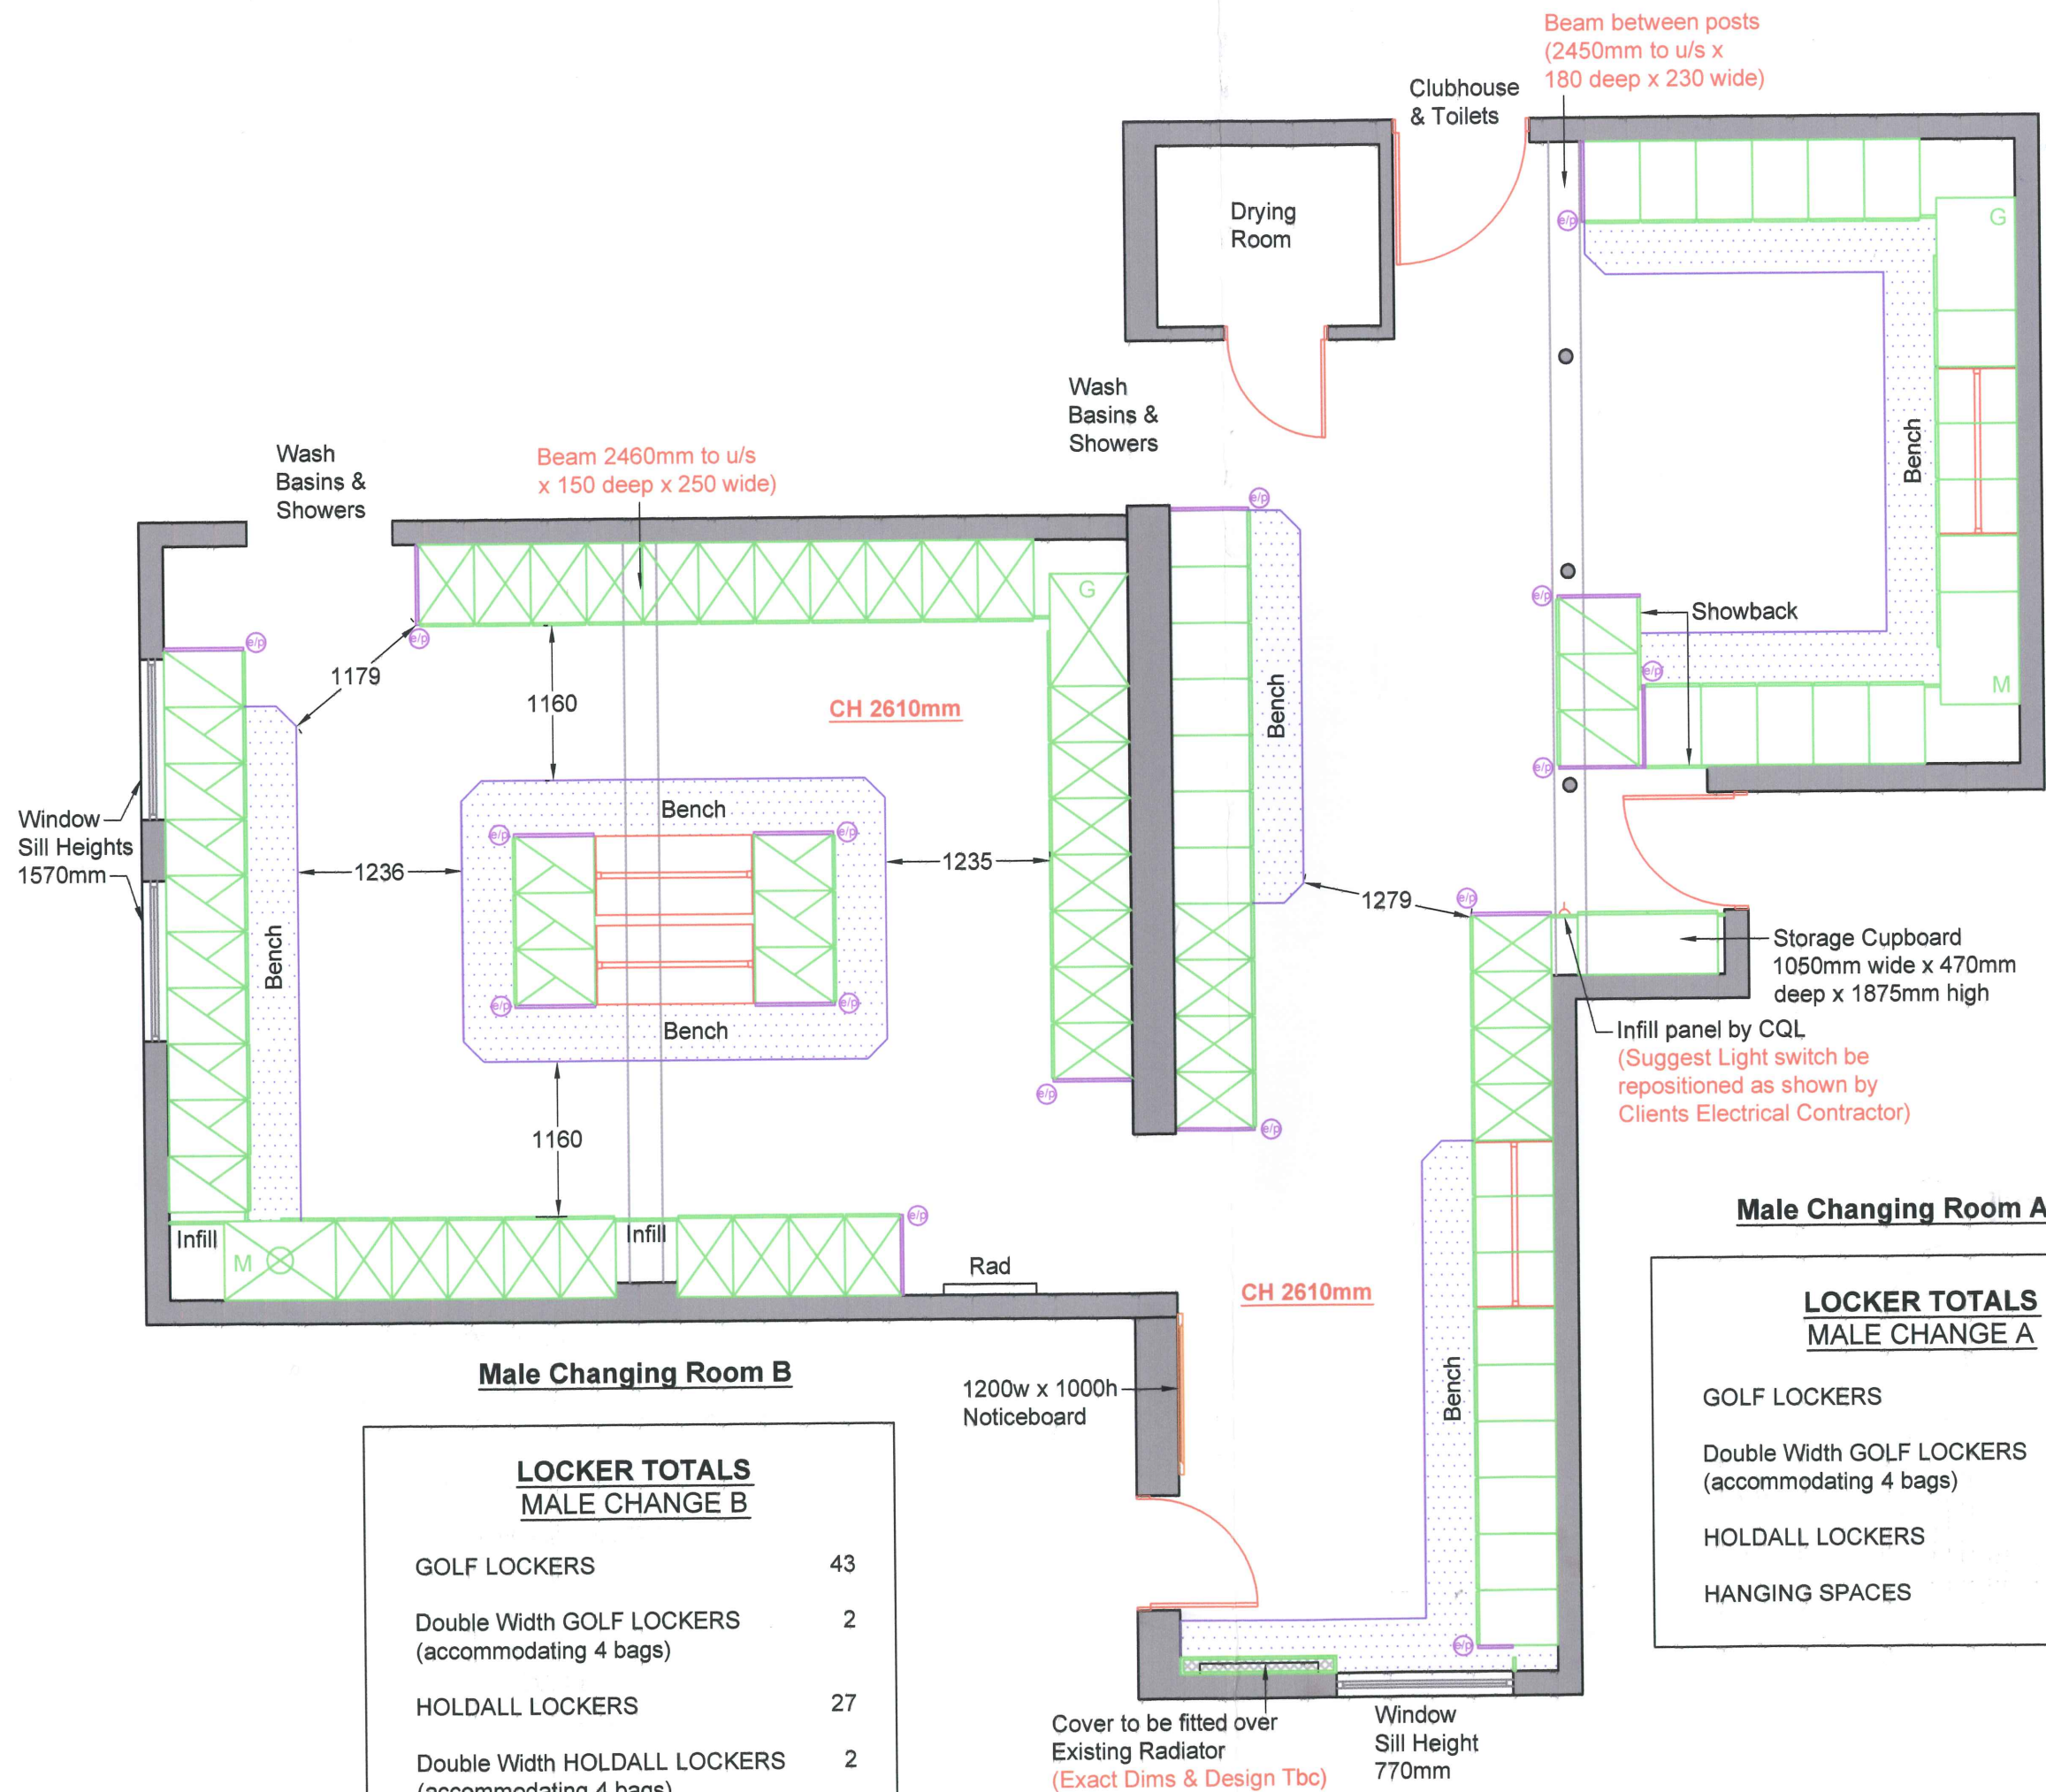 Beam between posts
(2450mm to u/s x
180 deep x 230 wide)
Clubhouse
& Toilets
Drying
Room
G
e/p
Wash
Basins &
Showers
Bench
Wash
Basins &
Showers
Beam 2460mm to u/s
x 150 deep x 250 wide)
e/p
G
e/p
e/p
Showback
e/p
1179
1160
CH 2610mm
Bench
e/p
M
e/p
Window
Sill Heights
1570mm
Bench
e/p
e/p
1236
1235
1279
e/p
Bench
e/p
e/p
Bench
Storage Cupboard
1050mm wide x 470mm
deep x 1875mm high
Infill panel by CQL
(Suggest Light switch be
repositioned as shown by
Clients Electrical Contractor)
e/p
e/p
1160
Infill
M
Infill
e/p
Rad
CH 2610mm
Male Changing Room A
LOCKER TOTALS
MALE CHANGE A
GOLF LOCKERS
Double Width GOLF LOCKERS
(accommodating 4 bags)
HOLDALL LOCKERS
HANGING SPACES
Male Changing Room B
1200w x 1000h
Noticeboard
Bench
LOCKER TOTALS
MALE CHANGE B
GOLF LOCKERS 43
Double Width GOLF LOCKERS 2
(accommodating 4 bags)
HOLDALL LOCKERS 27
Double Width HOLDALL LOCKERS 2
(accommodating 4 bags)
e/p
Cover to be fitted over
Existing Radiator
(Exact Dims & Design Tbc)
Window
Sill Height
770mm